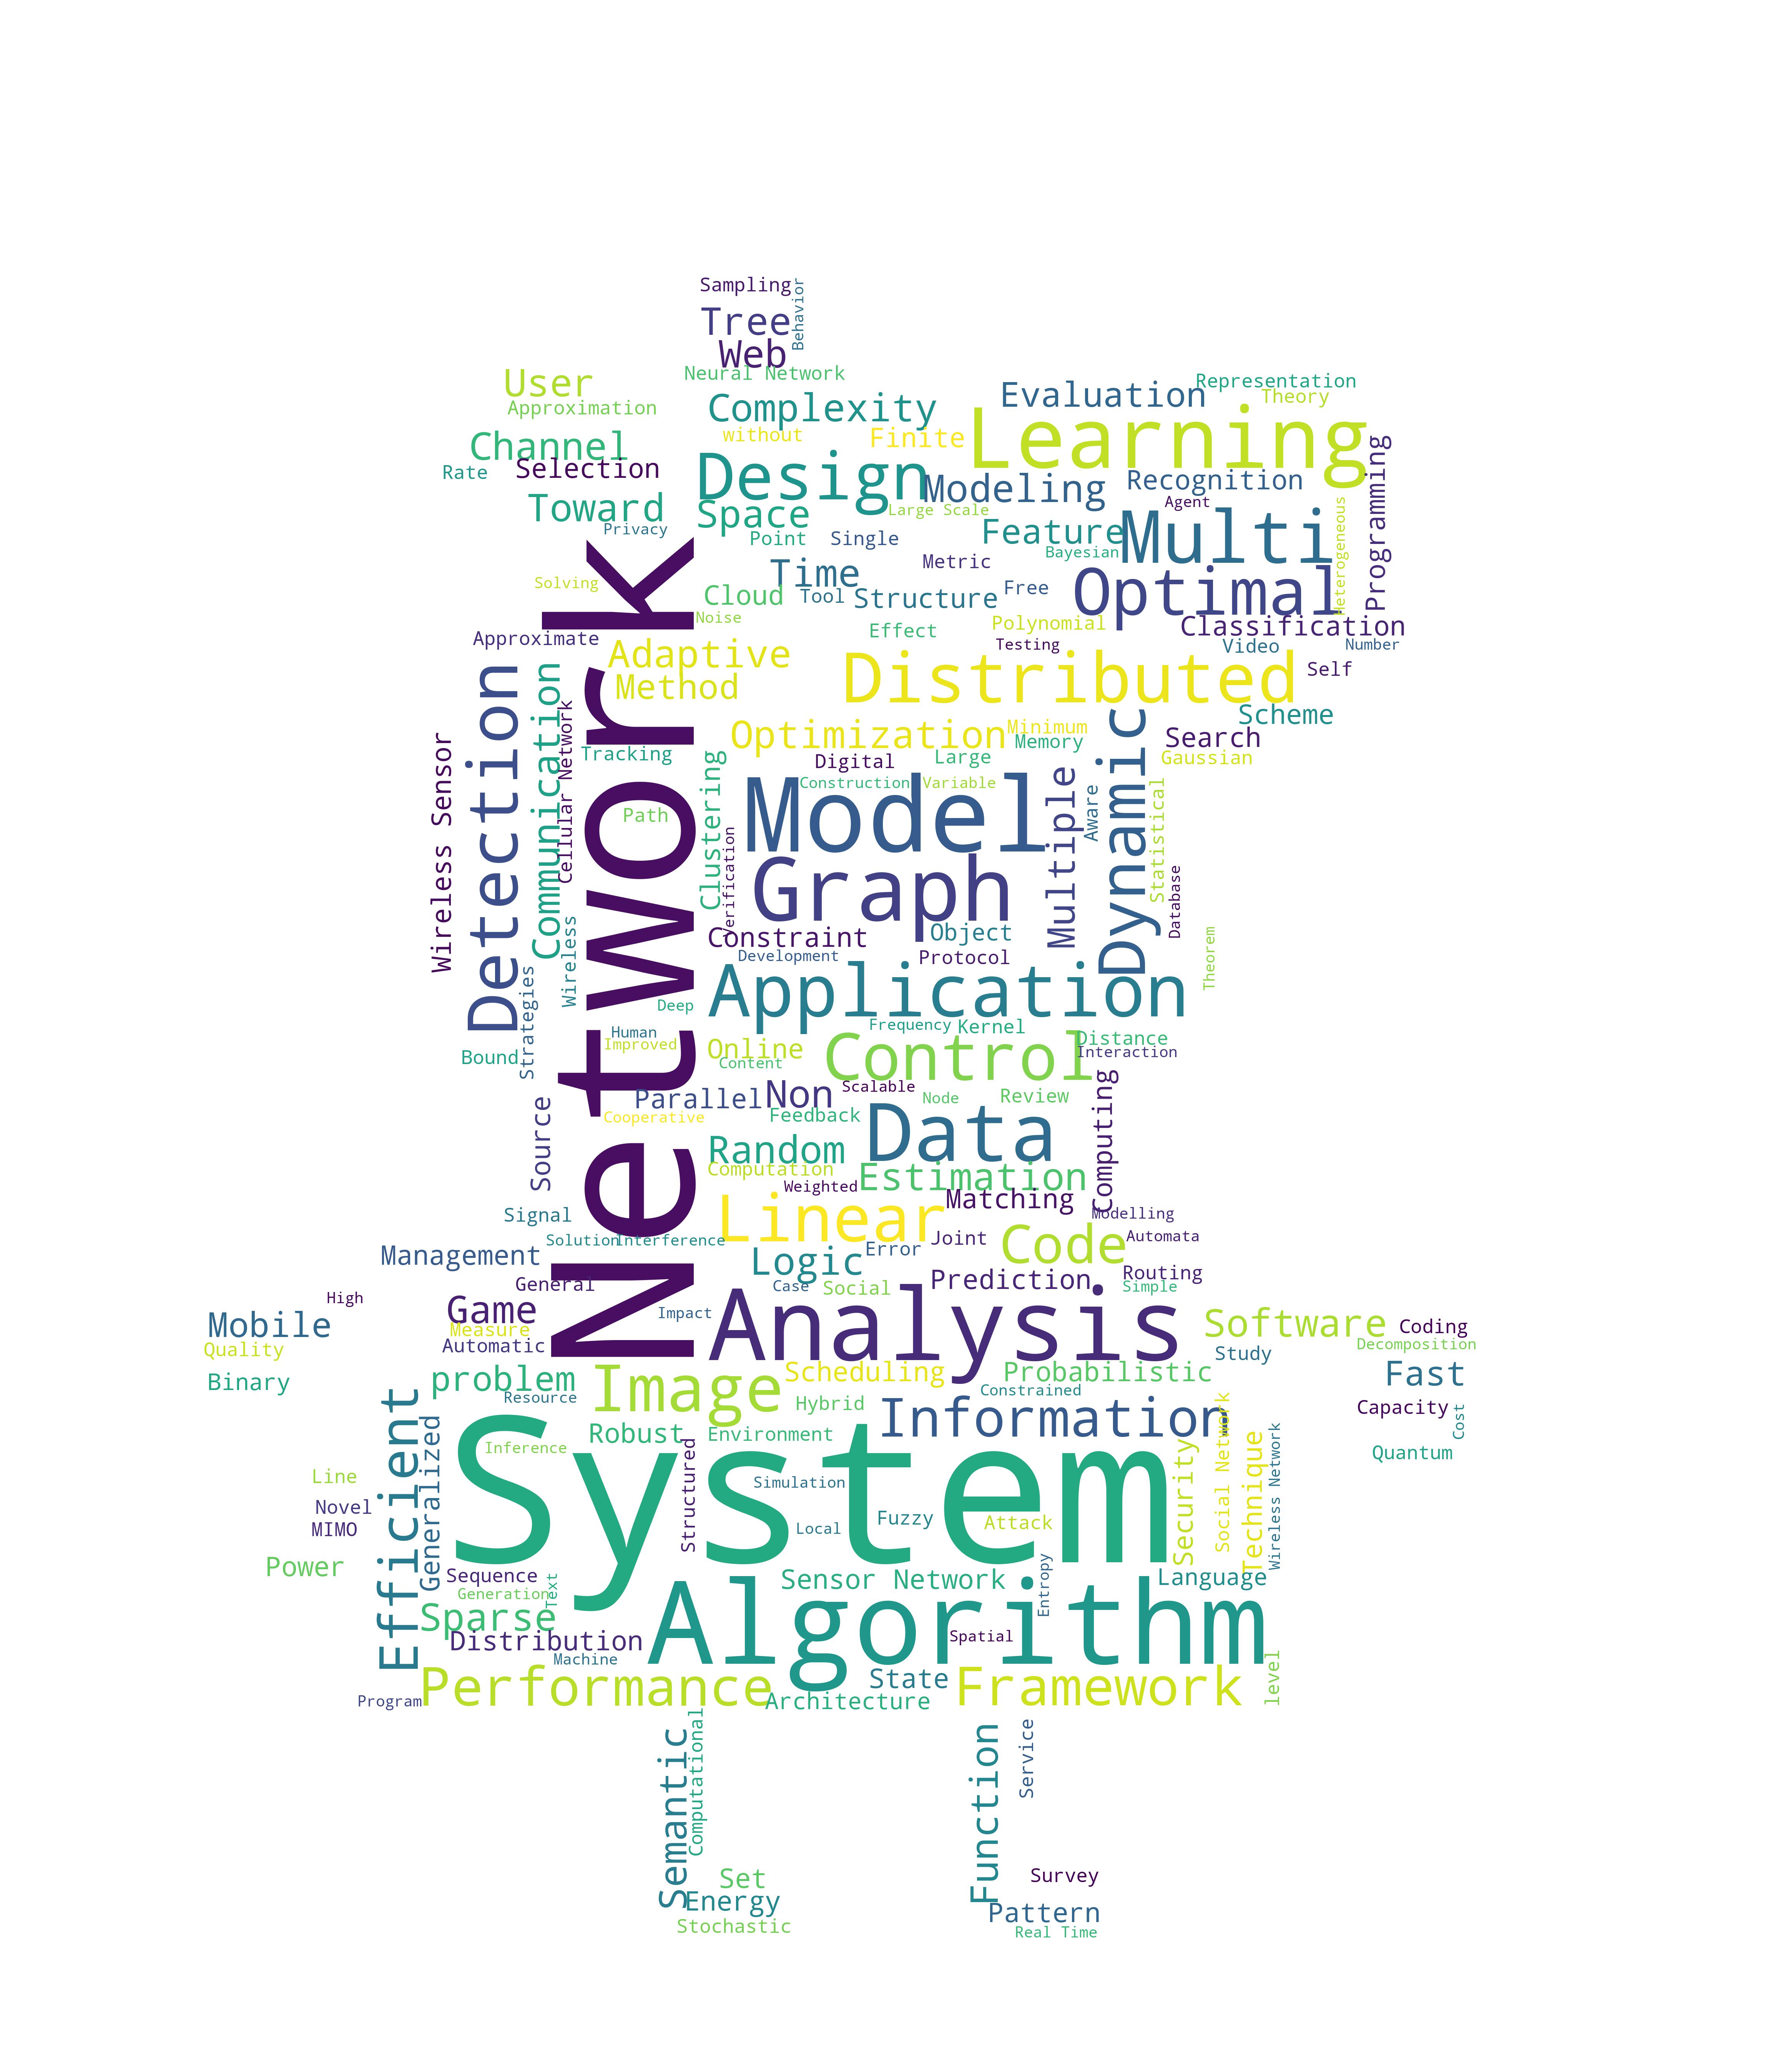 Sampling
Behavior
Tree
Web
Neural Network
User
Approximation
Complexity
Evaluation
Representation
Theory
Learning
without
Finite
Channel
Rate
Selection
Design
Modeling
Recognition
Programming
Toward
Space
Large Scale
Agent
Heterogeneous
Privacy
Point
Single
Feature
Bayesian
Multi
Metric
Time
Solving
Cloud
Tool
Structure
Free
Optimal
Noise
Effect
Polynomial
Classification
Approximate
Testing
Video
Number
Adaptive
Method
Distributed
Self
Network
Detection
Communication
Cellular Network
Wireless Sensor
Tracking
Optimization
Minimum
Memory
Scheme
Search
Gaussian
Digital
Large
Construction
Variable
Clustering
Model
Multiple
Aware
Dynamic
Statistical
Path
Verification
Graph
Database
Constraint
Object
Development
Protocol
Theorem
Wireless
Strategies
Application
Deep
Frequency
Kernel
Human
Improved
Online
Content
Control
Distance
Interaction
Bound
Parallel
Non
Scalable
Node
Review
Computing
Cooperative
Feedback
Data
Source
Random
Computation
Estimation
Weighted
Matching
Signal
Linear
Modelling
Solution
Interference
Management
Logic
Error
Joint
Code
Automata
General
Case
Social
Prediction
Routing
Simple
High
Mobile
Quality
Game
Measure
Automatic
Impact
Analysis
Software
Coding
Decomposition
Study
Binary
problem
Resource
Image
Scheduling
Probabilistic
Constrained
Fast
Hybrid
Information
Capacity
Cost
Quantum
Efficient
Generalized
Robust
Environment
Inference
Structured
System
Simulation
Local
Fuzzy
Attack
Security
Social Network
Technique
Wireless Network
Line
Novel
MIMO
Power
Sequence
Generation
Text
Sensor Network
Entropy
Language
Sparse
Distribution
Machine
Algorithm
Spatial
Program
Performance
State
Architecture
Framework
level
Semantic
Computational
Function
Service
Set
Energy
Stochastic
Survey
Pattern
Real Time